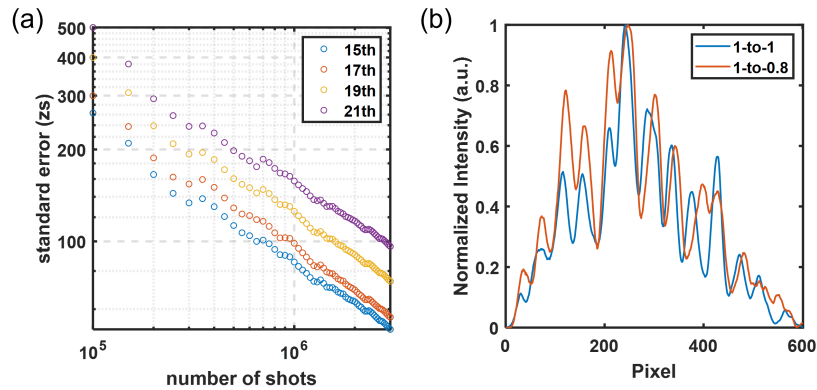 (a)
500
300
200
100
standard error (zs)
15th
17th
19th
21th
10^5
10^6
number of shots
(b)
1
0.8
0.6
0.4
0.2
0
Normalized Intensity (a.u.)
1-to-1
1-to-0.8
0
200
400
600
Pixel